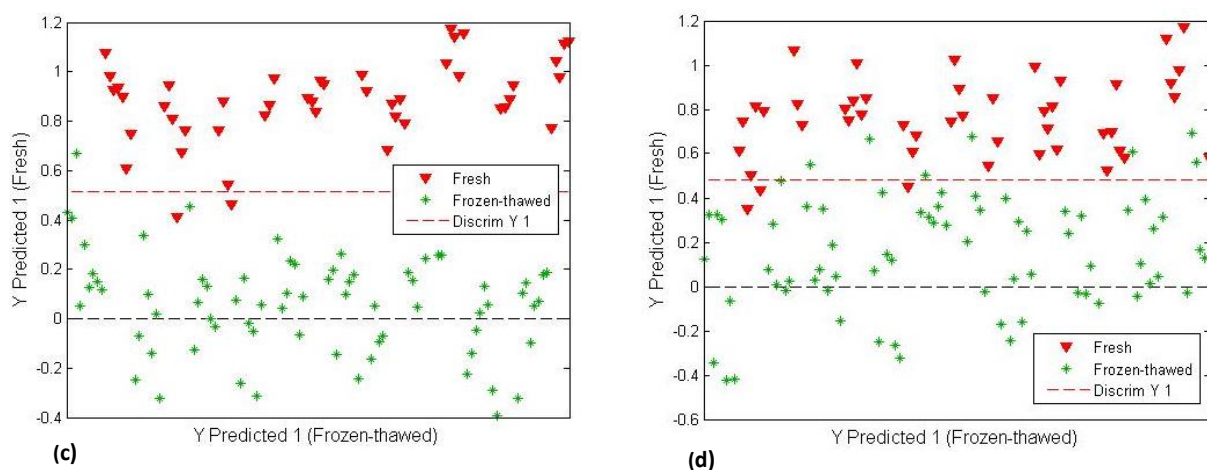 1.2
1
0.8
0.6
0.4
0.2
0
-0.2
-0.4
Y Predicted 1 (Fresh)
Fresh
Frozen-thawed
Discrim Y 1
Y Predicted 1 (Frozen-thawed)
(c)
1.2
1
0.8
0.6
0.4
0.2
0
-0.2
-0.4
-0.6
Y Predicted 1 (Fresh)
Fresh
Frozen-thawed
Discrim Y 1
Y Predicted 1 (Frozen-thawed)
(d)